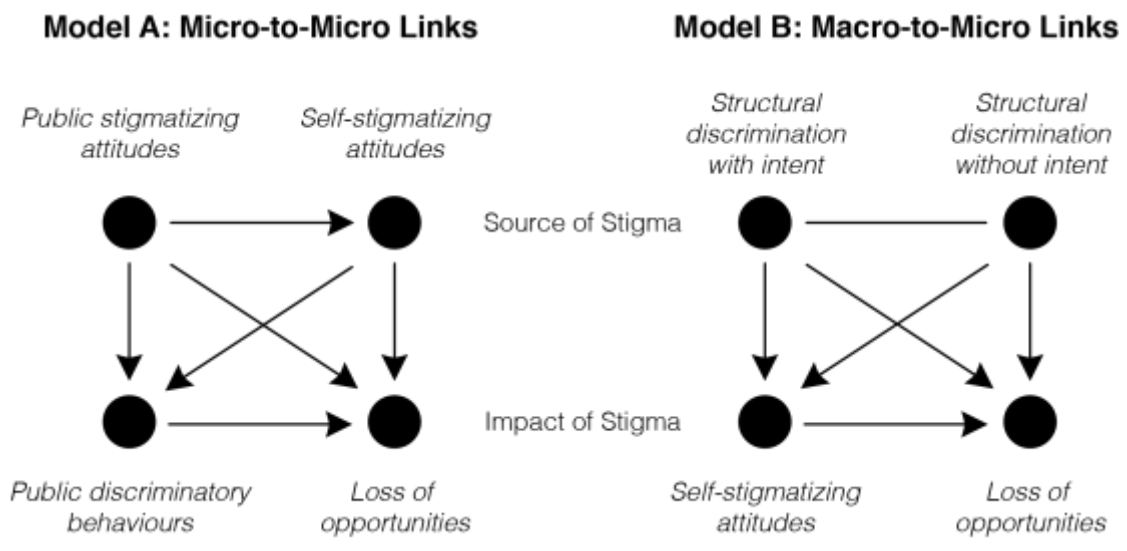 Model A: Micro-to-Micro Links
Public stigmatizing
attitudes
Self-stigmatizing
attitudes
Public discriminatory
behaviours
Loss of
opportunities
Source of Stigma
Impact of Stigma
Model B: Macro-to-Micro Links
Structural
discrimination
with intent
Structural
discrimination
without intent
Self-stigmatizing
attitudes
Loss of
opportunities